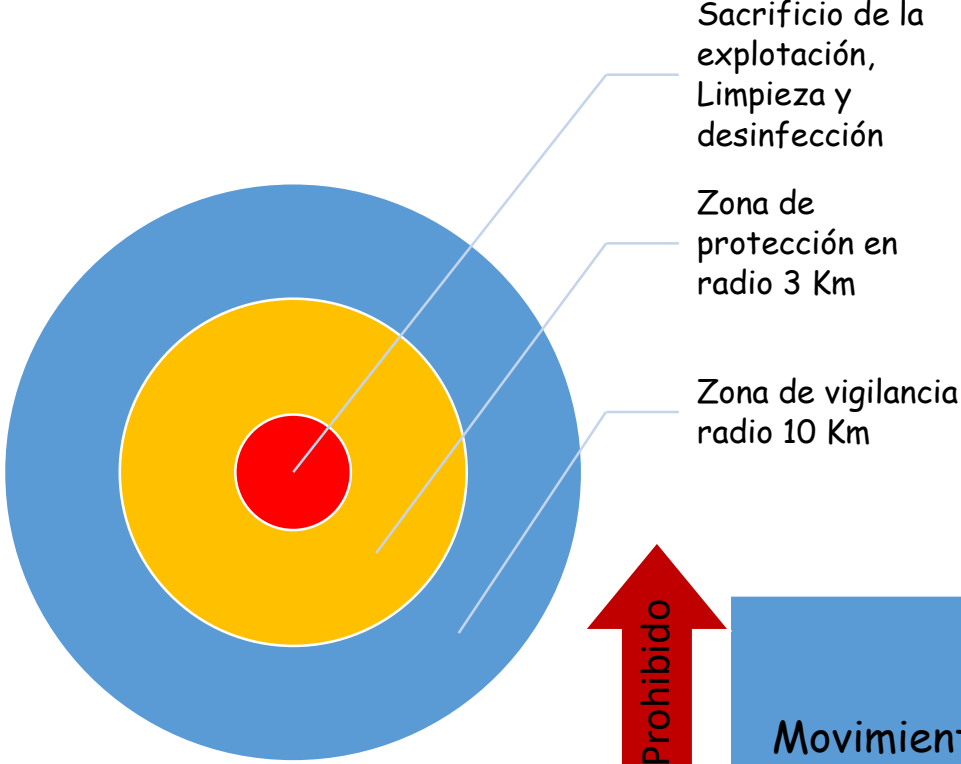 Sacrificio de la
explotación,
Limpieza y
desinfección
Zona de
protección en
radio 3 Km
Zona de vigilancia
radio 10 Km
Prohibido